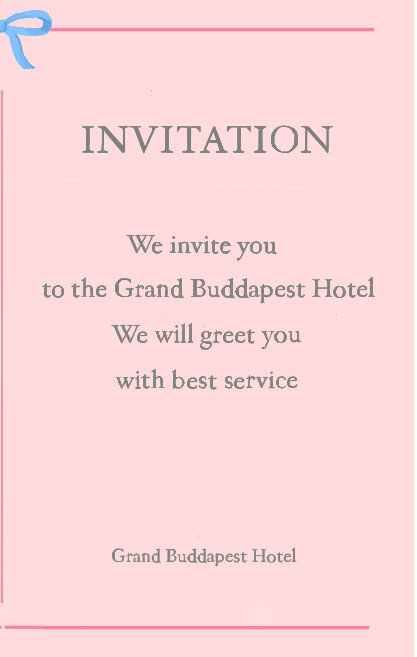 INVITATION
We invite you
to the Grand Buddapest Hotel
We will greet you
with best service
Grand Buddapest Hotel